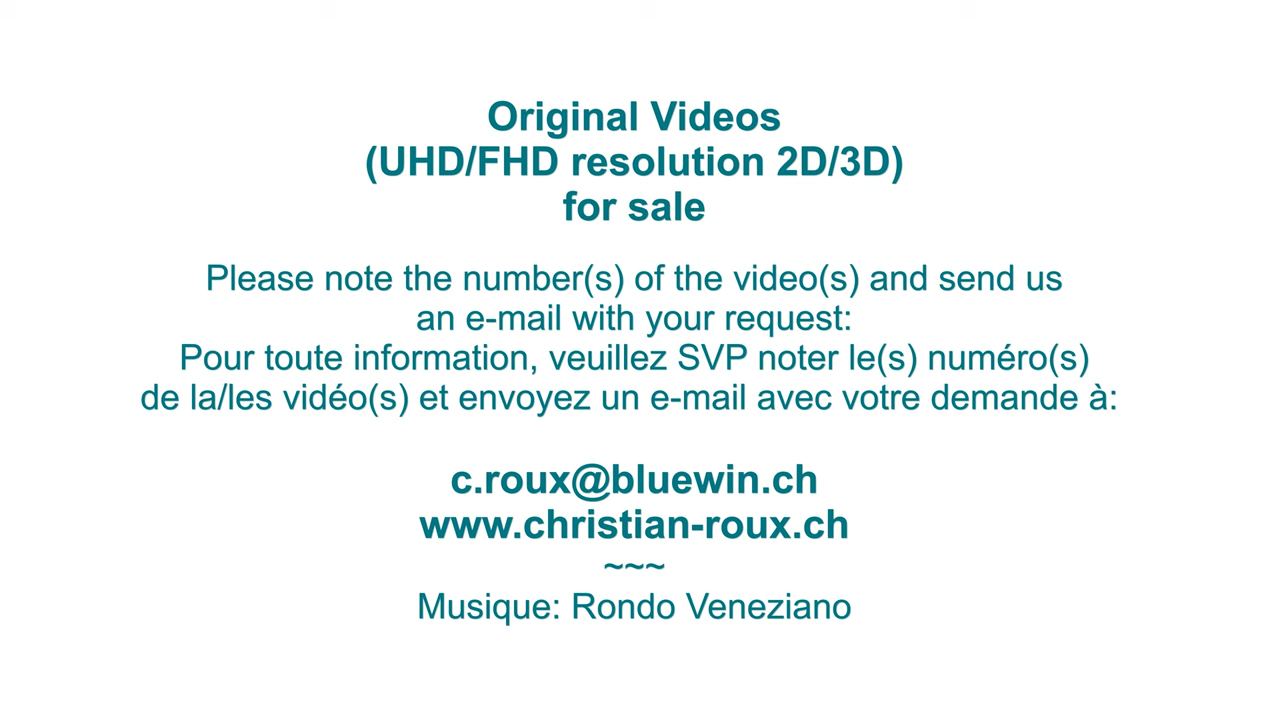 Original Videos
(UHD/FHD resolution 2D/3D)
for sale
Please note the number(s) of the video(s) and send us
an e-mail with your request:
Pour toute information, veuillez SVP noter le(s) numéro(s)
de la/les vidéo(s) et envoyez un e-mail avec votre demande à:
c.roux@bluewin.ch
www.christian-roux.ch
~~~
Musique: Rondo Veneziano